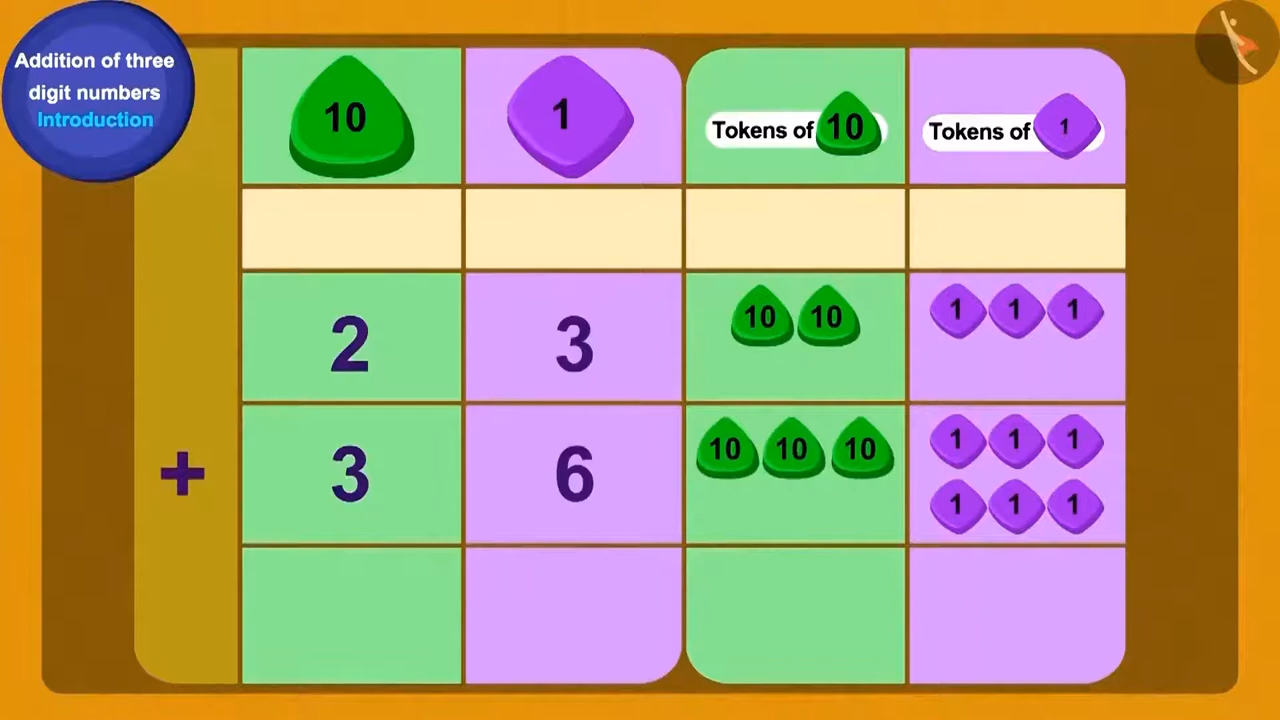 Addition of three
digit numbers
Introduction
10 1 Tokens of 10 Tokens of 1
2 3 10 10 1 1 1
+ 3 6 10 10 10 1 1 1
1 1 1